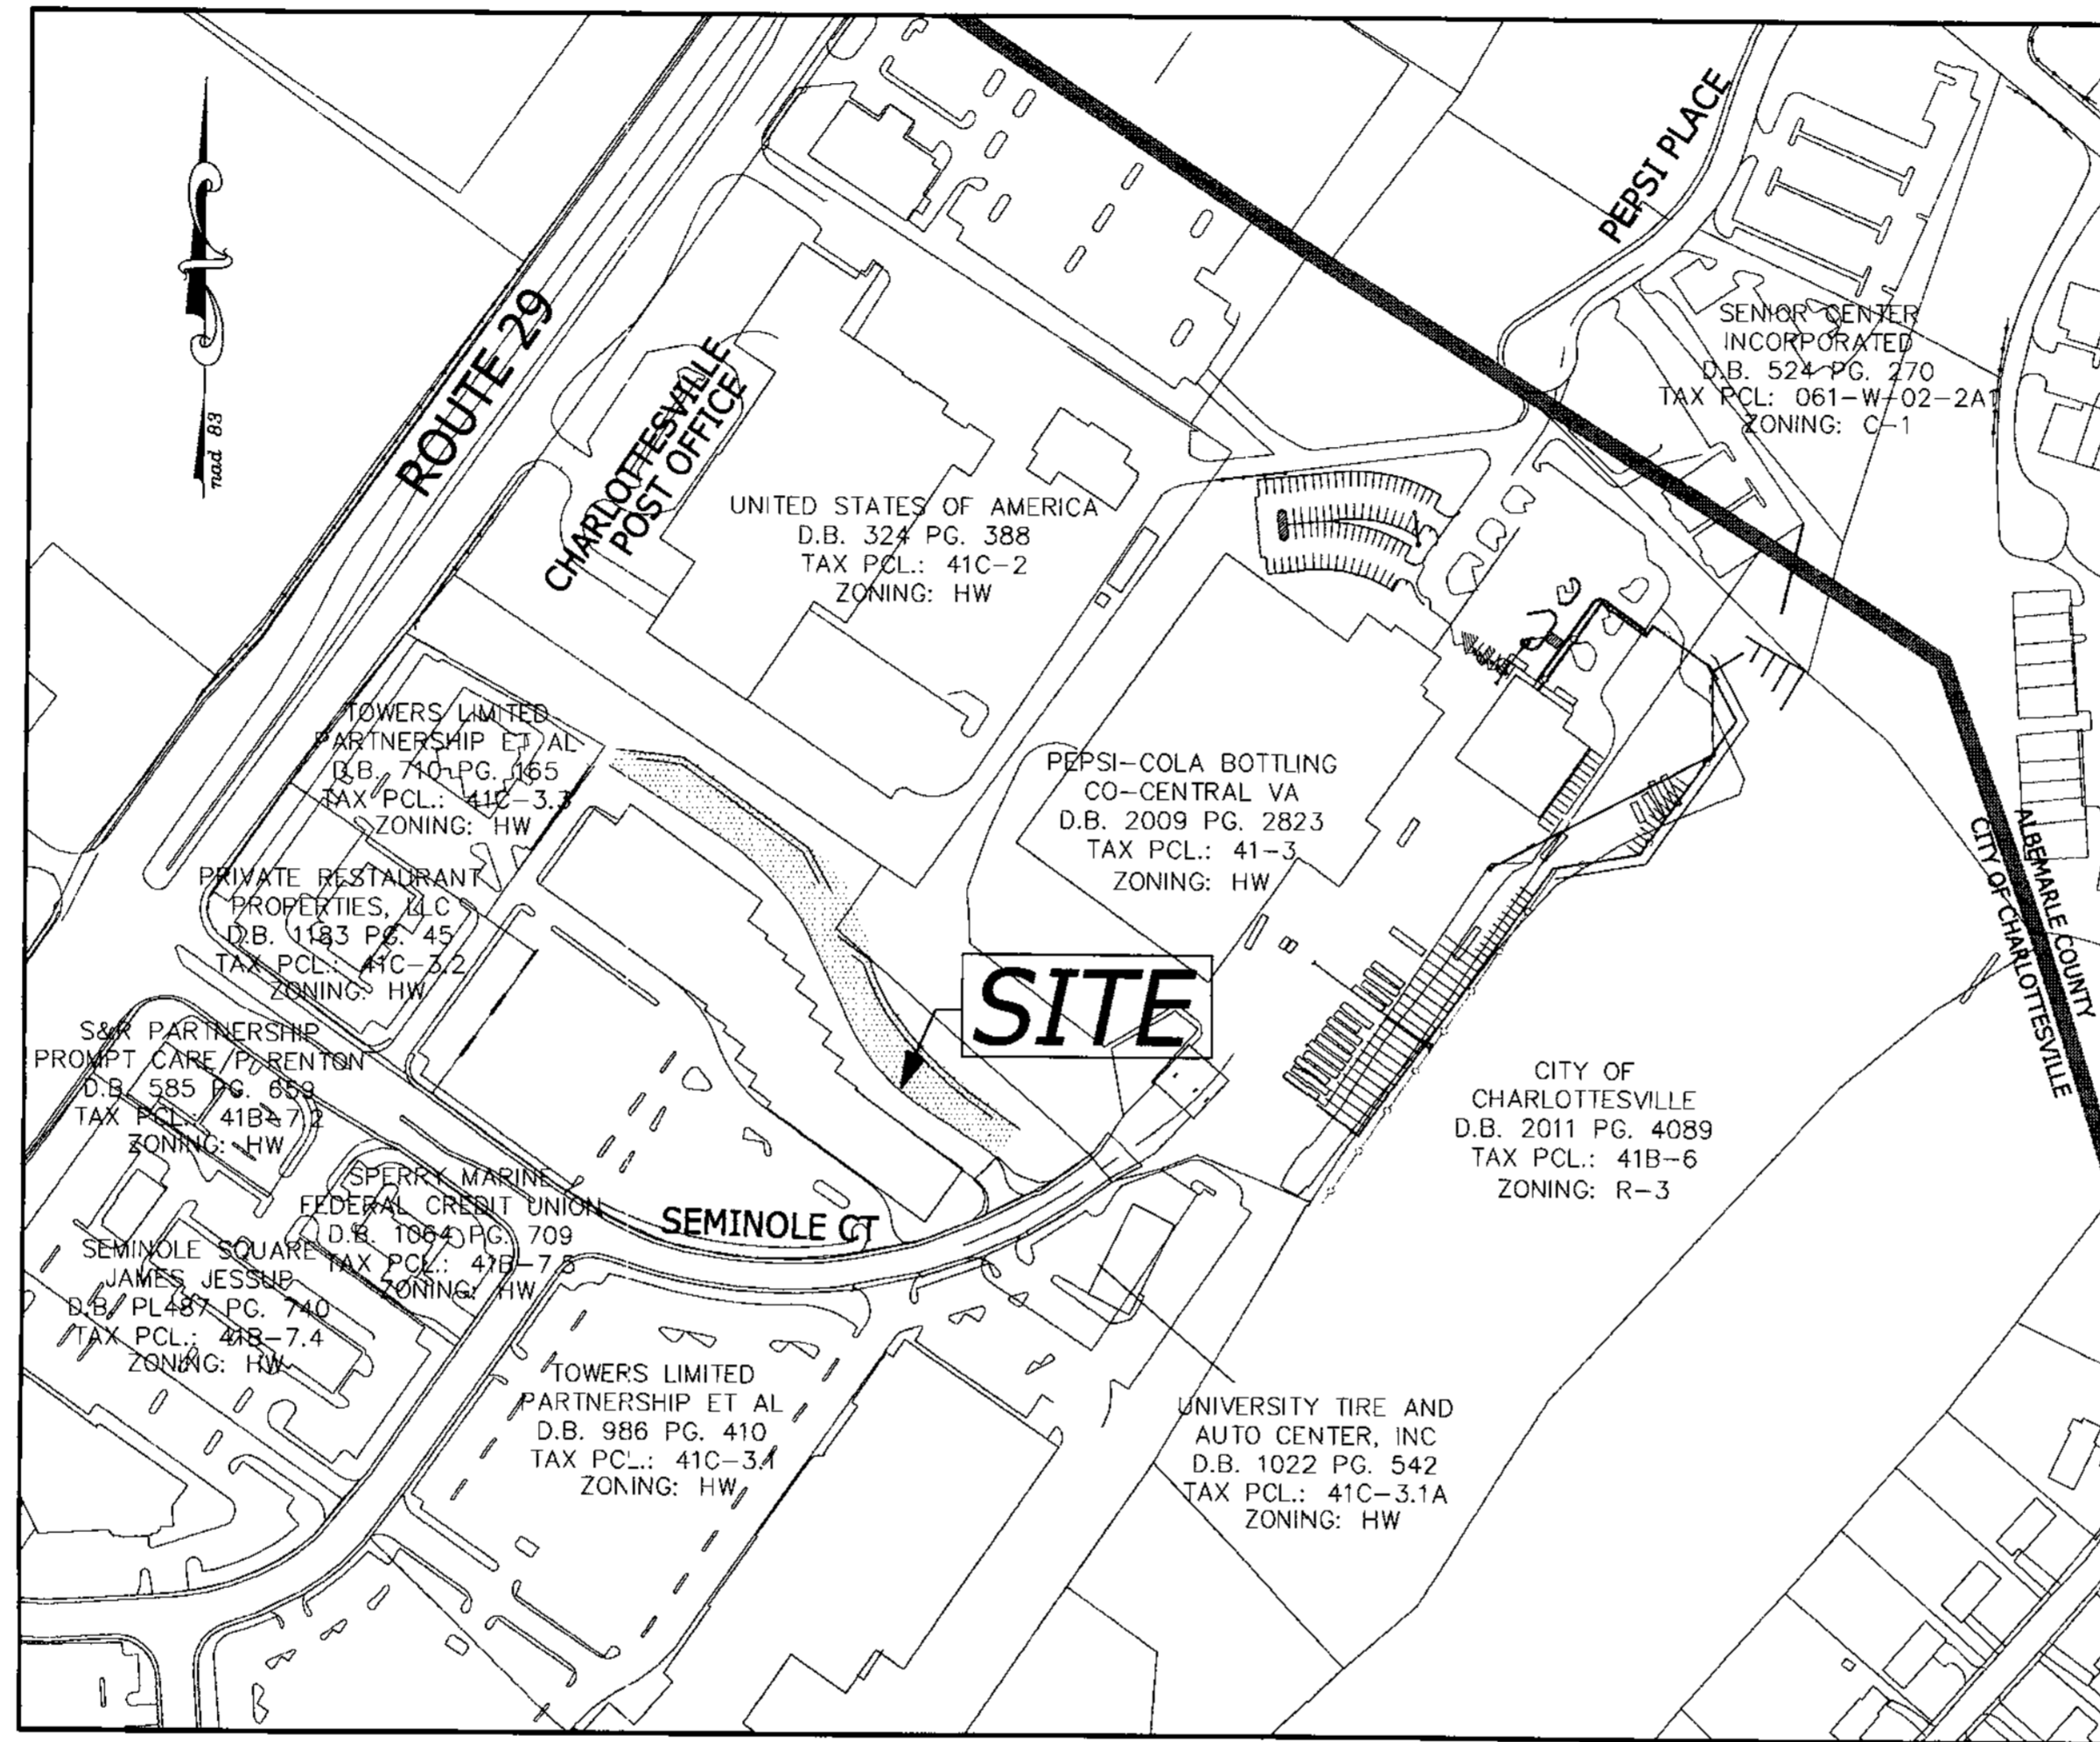 nad 83
ROUTE 29
CHARLOTTESVILLE
POST OFFICE
PEPSI PLACE
SENIOR CENTER
INCORPORATED
D.B. 524 PG. 270
TAX PCL: 061-W-02-2A1
ZONING: C-1
UNITED STATES OF AMERICA
D.B. 324 PG. 388
TAX PCL.: 41C-2
ZONING: HW
TOWERS LIMITED
PARTNERSHIP ET AL
D.B. 710 PG. 165
TAX PCL.: 41C-3.3
ZONING: HW
PEPSI-COLA BOTTLING
CO-CENTRAL VA
D.B. 2009 PG. 2823
TAX PCL.: 41-3
ZONING: HW
ALBEMARLE COUNTY
CITY OF CHARLOTTESVILLE
PRIVATE RESTAURANT
PROPERTIES, LLC
D.B. 1183 PG. 45
TAX PCL.: 41C-3.2
ZONING: HW
SITE
S&R PARTNERSHIP
PROMPT CARE/P. RENTON
D.B. 585 PG. 659
TAX PCL.: 41B-7.2
ZONING: HW
CITY OF
CHARLOTTESVILLE
D.B. 2011 PG. 4089
TAX PCL.: 41B-6
ZONING: R-3
SPERRY MARINE
FEDERAL CREDIT UNION
D.B. 1064 PG. 709
TAX PCL.: 41B-7.5
ZONING: HW
SEMINOLE CT
SEMINOLE SQUARE
JAMES JESSUP
D.B. PL487 PG. 740
TAX PCL.: 41B-7.4
ZONING: HW
TOWERS LIMITED
PARTNERSHIP ET AL
D.B. 986 PG. 410
TAX PCL.: 41C-3.1
ZONING: HW
UNIVERSITY TIRE AND
AUTO CENTER, INC
D.B. 1022 PG. 542
TAX PCL.: 41C-3.1A
ZONING: HW